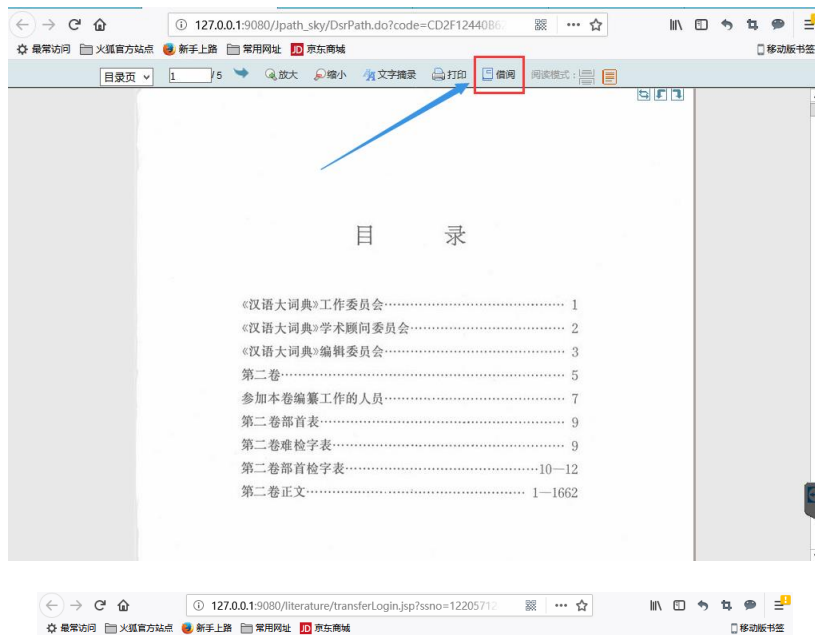 127.0.0.1:9080/Jpath_sky/DsrPath.do?code=CD2F12440B6
最常访问 火狐官方站点 新手上路 常用网址 JD 京东商城 移动版书签
目录页 1 / 5 放大 缩小 文字摘录 打印 借阅 阅读模式：
目 录
《汉语大词典》工作委员会…………………………… 1
《汉语大词典》学术顾问委员会…………………………… 2
《汉语大词典》编辑委员会…………………………… 3
第二卷…………………………… 5
参加本卷编纂工作的人员…………………………… 7
第二卷部首表…………………………… 9
第二卷难检字表…………………………… 9
第二卷部首检字表……………………………10—12
第二卷正文…………………………… 1—1662
127.0.0.1:9080/literature/transferLogin.jsp?ssno=12205712
最常访问 火狐官方站点 新手上路 常用网址 JD 京东商城 移动版书签